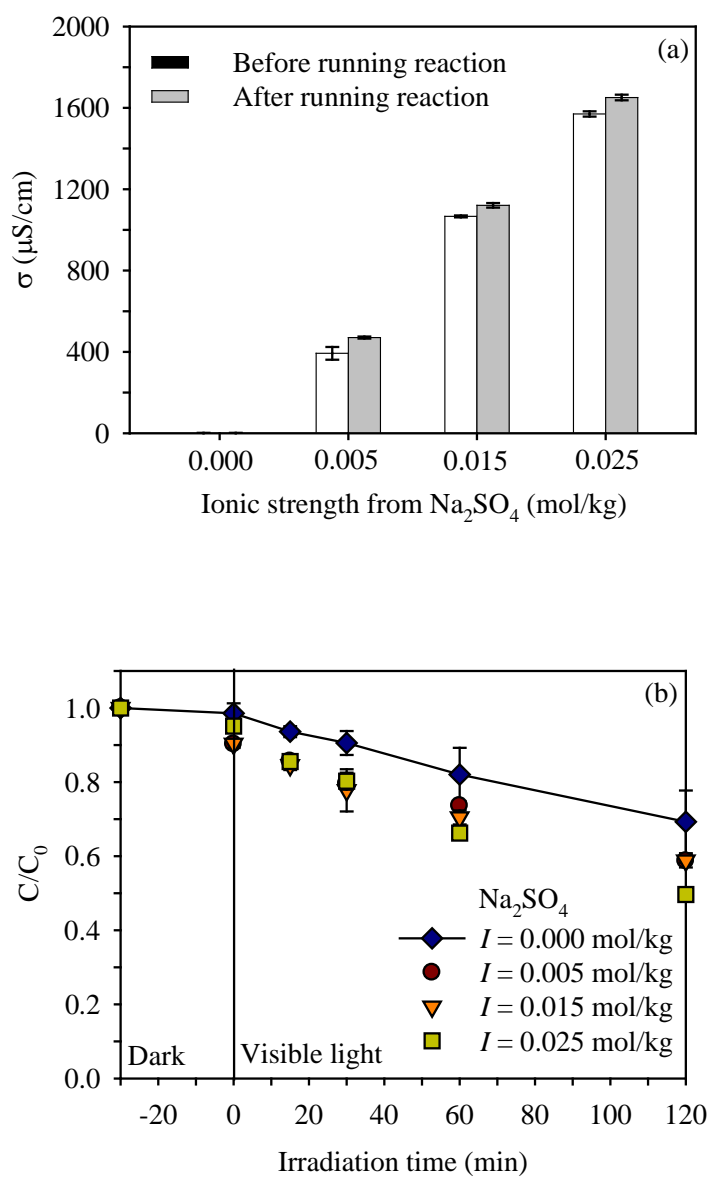 2000
(a)
Before running reaction
After running reaction
1600
1200
800
400
0
σ (μS/cm)
0.000 0.005 0.015 0.025
Ionic strength from Na₂SO₄ (mol/kg)
(b)
1.0
0.8
0.6
0.4
0.2
0.0
C/C₀
Na₂SO₄
I = 0.000 mol/kg
I = 0.005 mol/kg
I = 0.015 mol/kg
I = 0.025 mol/kg
Dark
Visible light
-20 0 20 40 60 80 100 120
Irradiation time (min)